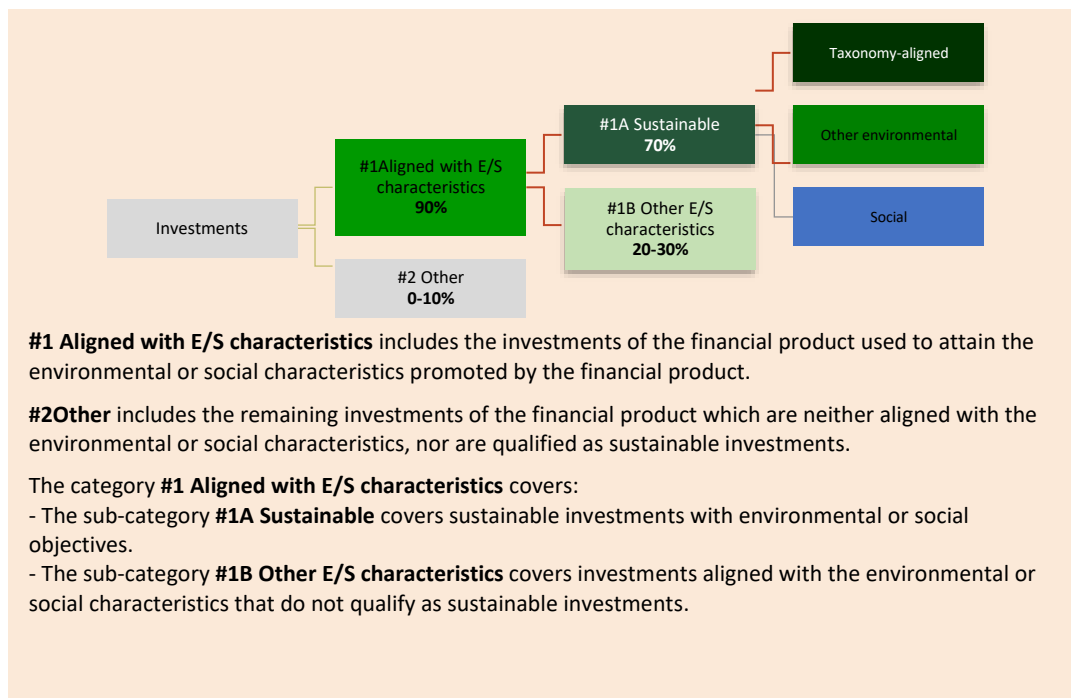 Taxonomy-aligned
#1A Sustainable
70%
Other environmental
#1Aligned with E/S
characteristics
90%
#1B Other E/S
characteristics
20-30%
Social
Investments
#2 Other
0-10%
#1 Aligned with E/S characteristics includes the investments of the financial product used to attain the
environmental or social characteristics promoted by the financial product.
#2Other includes the remaining investments of the financial product which are neither aligned with the
environmental or social characteristics, nor are qualified as sustainable investments.
The category #1 Aligned with E/S characteristics covers:
- The sub-category #1A Sustainable covers sustainable investments with environmental or social
objectives.
- The sub-category #1B Other E/S characteristics covers investments aligned with the environmental or
social characteristics that do not qualify as sustainable investments.